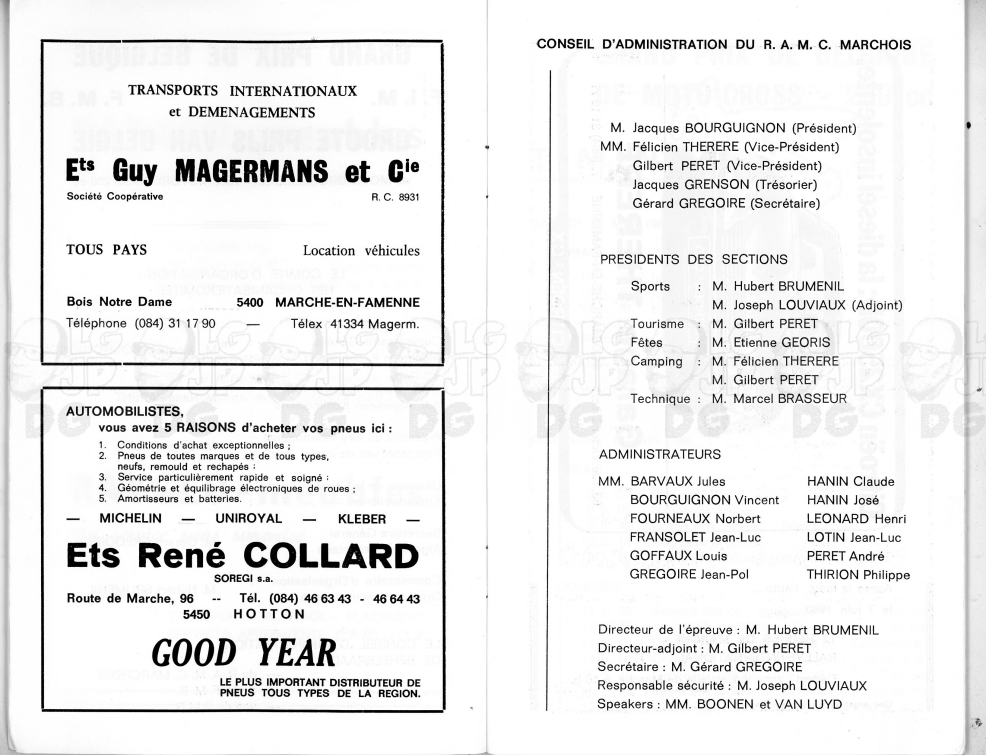 TRANSPORTS INTERNATIONAUX
et DEMENAGEMENTS
Ets Guy MAGERMANS et Cie
Société Coopérative R. C. 8931
TOUS PAYS Location véhicules
Bois Notre Dame 5400 MARCHE-EN-FAMENNE
Téléphone (084) 31 17 90 — Télex 41334 Magerm.
AUTOMOBILISTES,
vous avez 5 RAISONS d'acheter vos pneus ici :
1. Conditions d'achat exceptionnelles ;
2. Pneus de toutes marques et de tous types,
neufs, remould et rechapés ;
3. Service particulièrement rapide et soigné ;
4. Géométrie et équilibrage électroniques de roues ;
5. Amortisseurs et batteries.
— MICHELIN — UNIROYAL — KLEBER —
Ets René COLLARD
SOREGI s.a.
Route de Marche, 96 -- Tél. (084) 46 63 43 - 46 64 43
5450 HOTTON
GOOD YEAR
LE PLUS IMPORTANT DISTRIBUTEUR DE
PNEUS TOUS TYPES DE LA REGION.
CONSEIL D'ADMINISTRATION DU R. A. M. C. MARCHOIS
M. Jacques BOURGUIGNON (Président)
MM. Félicien THERERE (Vice-Président)
Gilbert PERET (Vice-Président)
Jacques GRENSON (Trésorier)
Gérard GREGOIRE (Secrétaire)
PRESIDENTS DES SECTIONS
Sports : M. Hubert BRUMENIL
M. Joseph LOUVIAUX (Adjoint)
Tourisme : M. Gilbert PERET
Fêtes : M. Etienne GEORIS
Camping : M. Félicien THERERE
M. Gilbert PERET
Technique : M. Marcel BRASSEUR
ADMINISTRATEURS
MM. BARVAUX Jules HANIN Claude
BOURGUIGNON Vincent HANIN José
FOURNEAUX Norbert LEONARD Henri
FRANSOLET Jean-Luc LOTIN Jean-Luc
GOFFAUX Louis PERET André
GREGOIRE Jean-Pol THIRION Philippe
Directeur de l'épreuve : M. Hubert BRUMENIL
Directeur-adjoint : M. Gilbert PERET
Secrétaire : M. Gérard GREGOIRE
Responsable sécurité : M. Joseph LOUVIAUX
Speakers : MM. BOONEN et VAN LUYD